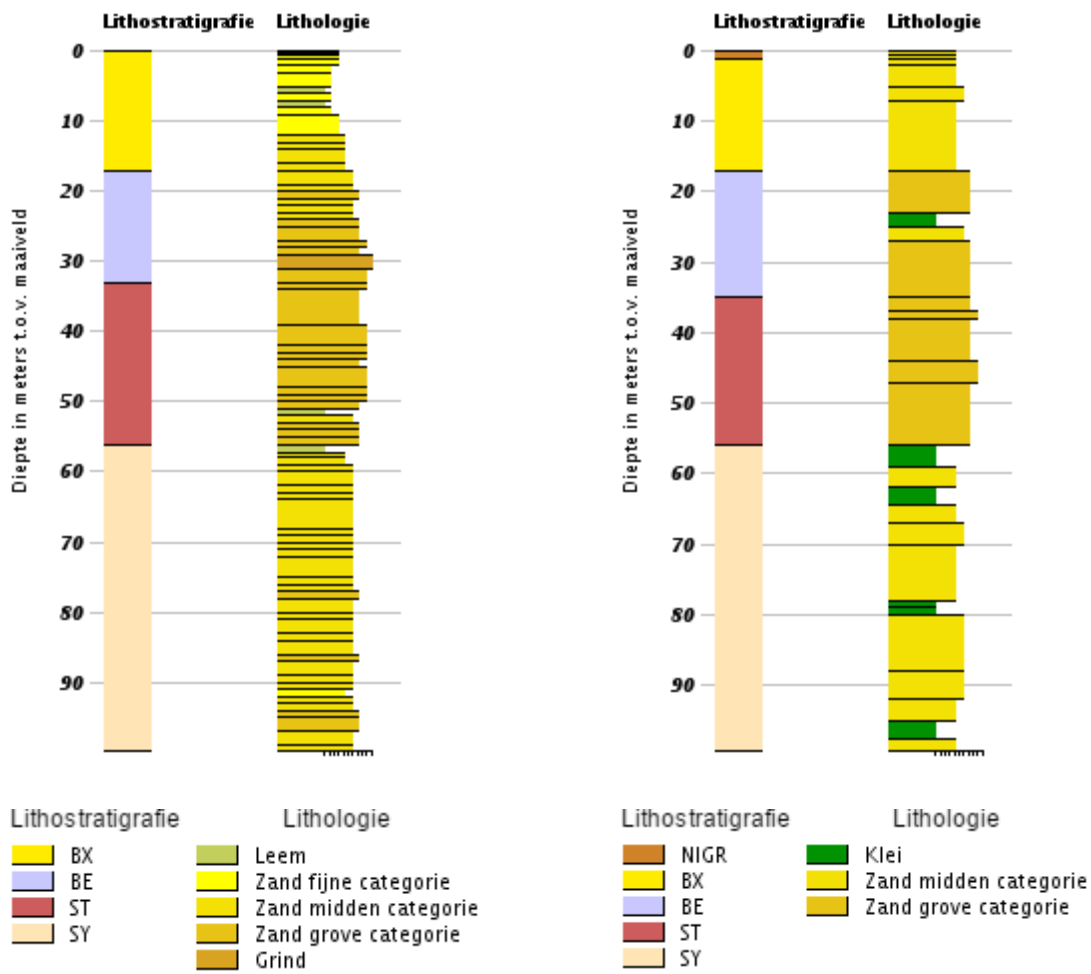 Lithostratigrafie Lithologie
0
10
20
30
40
50
60
70
80
90
Diepte in meters t.o.v. maaiveld
Lithostratigrafie Lithologie
BX
BE
ST
SY
Leem
Zand fijne categorie
Zand midden categorie
Zand grove categorie
Grind
Lithostratigrafie Lithologie
0
10
20
30
40
50
60
70
80
90
Diepte in meters t.o.v. maaiveld
Lithostratigrafie Lithologie
NIGR
BX
BE
ST
SY
Klei
Zand midden categorie
Zand grove categorie